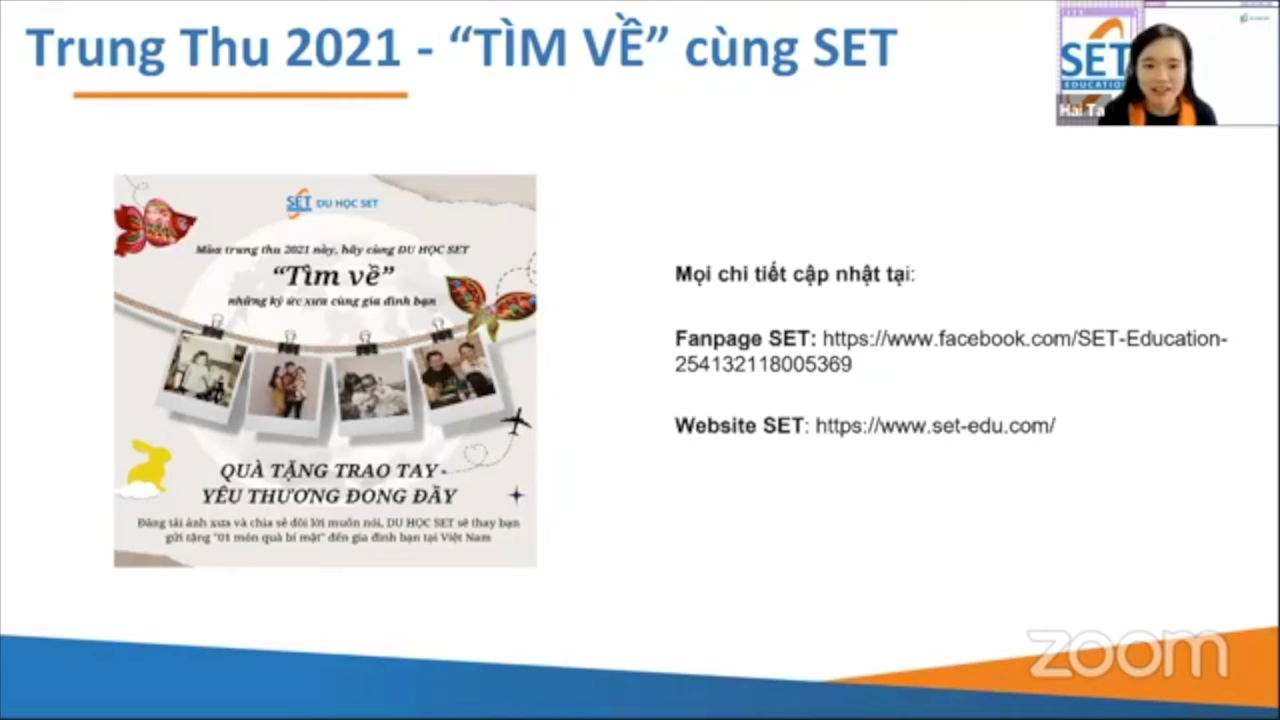 Trung Thu 2021 - “TÌM VỀ” cùng SET
SET
EDUCATIO
Hai Ta
SET DU HỌC SET
Mùa trung thu 2021 này, hãy cùng DU HỌC SET
“Tìm về”
những ký ức xưa cùng gia đình bạn
QUÀ TẶNG TRAO TAY -
YÊU THƯƠNG ĐONG ĐẦY
Đăng tải ảnh xưa và chia sẻ đôi lời muốn nói, DU HỌC SET sẽ thay bạn
gửi tặng "01 món quà bí mật" đến gia đình bạn tại Việt Nam
Mọi chi tiết cập nhật tại:
Fanpage SET: https://www.facebook.com/SET-Education-
254132118005369
Website SET: https://www.set-edu.com/
zoom